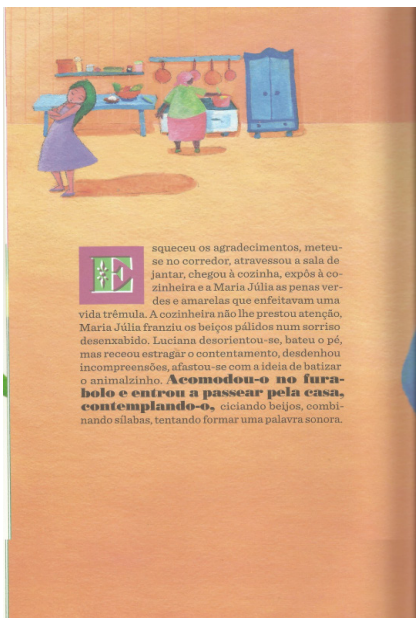 Esqueceu os agradecimentos, meteu-
se no corredor, atravessou a sala de
jantar, chegou à cozinha, expôs à co-
zinheira e a Maria Júlia as penas ver-
des e amarelas que enfeitavam uma
vida trêmula. A cozinheira não lhe prestou atenção,
Maria Júlia franziu os beiços pálidos num sorriso
desenxabido. Luciana desorientou-se, bateu o pé,
mas receou estragar o contentamento, desdenhou
incompreensões, afastou-se com a ideia de batizar
o animalzinho. Acomodou-o no fura-
bolo e entrou a passear pela casa,
contemplando-o, ciciando beijos, combi-
nando sílabas, tentando formar uma palavra sonora.